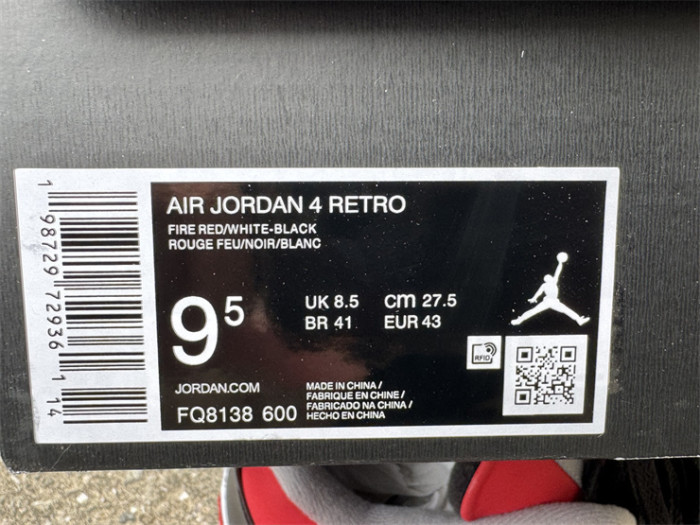 AIR JORDAN 4 RETRO
FIRE RED/WHITE-BLACK
ROUGE FEU/NOIR/BLANC
9⁵
UK 8.5 cm 27.5
BR 41 EUR 43
RFID
JORDAN.COM
FQ8138 600
MADE IN CHINA /
FABRIQUE EN CHINE /
FABRICADO NA CHINA /
HECHO EN CHINA
1 98729 72936 1 14